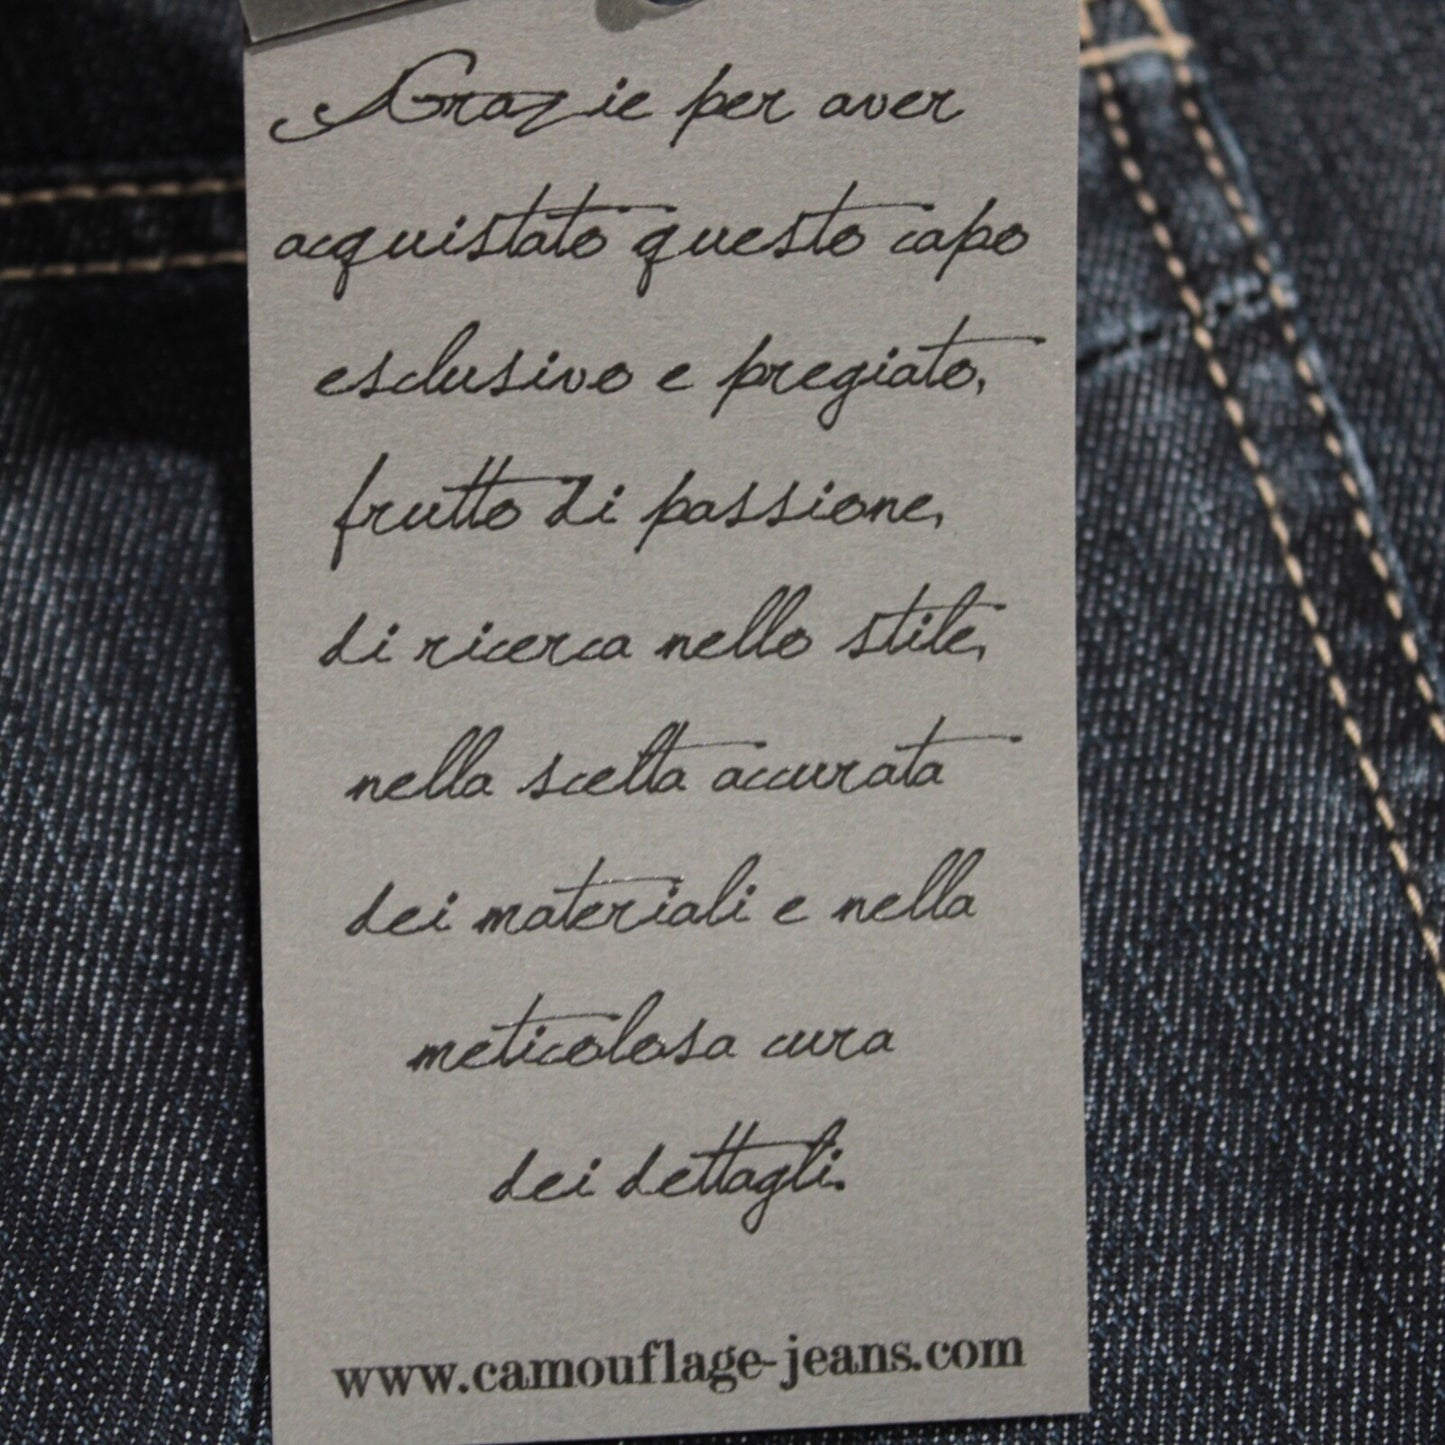 Grazie per aver
acquistato questo capo
esclusivo e pregiato,
frutto di passione,
di ricerca nello stile,
nella scelta accurata
dei materiali e nella
meticolosa cura
dei dettagli.
www.camouflage-jeans.com